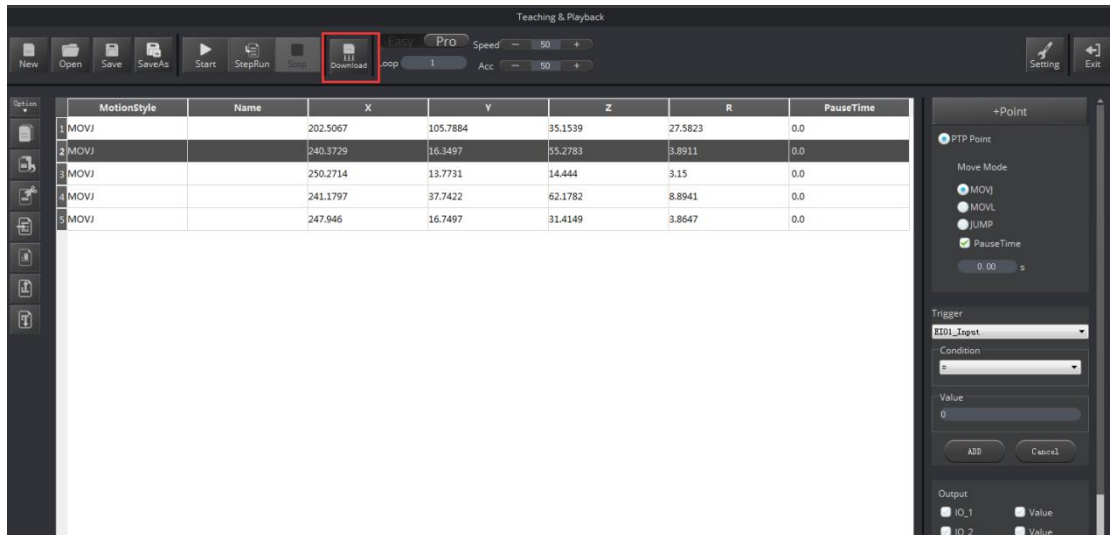 Teaching & Playback
New Open Save SaveAs Start StepRun Stop Download Easy Pro Speed − 50 +
Loop 1 Acc − 50 +
Setting Exit
Option
MotionStyle Name X Y Z R PauseTime
1 MOVJ 202.5067 105.7884 35.1539 27.5823 0.0
2 MOVJ 240.3729 16.3497 55.2783 3.8911 0.0
3 MOVJ 250.2714 13.7731 14.444 3.15 0.0
4 MOVJ 241.1797 37.7422 62.1782 8.8941 0.0
5 MOVJ 247.946 16.7497 31.4149 3.8647 0.0
+Point
PTP Point
Move Mode
MOVJ
MOVL
JUMP
PauseTime
0.00 s
Trigger
EIO1_Input
Condition
=
Value
0
ADD Cancel
Output
IO_1 Value
IO_2 Value